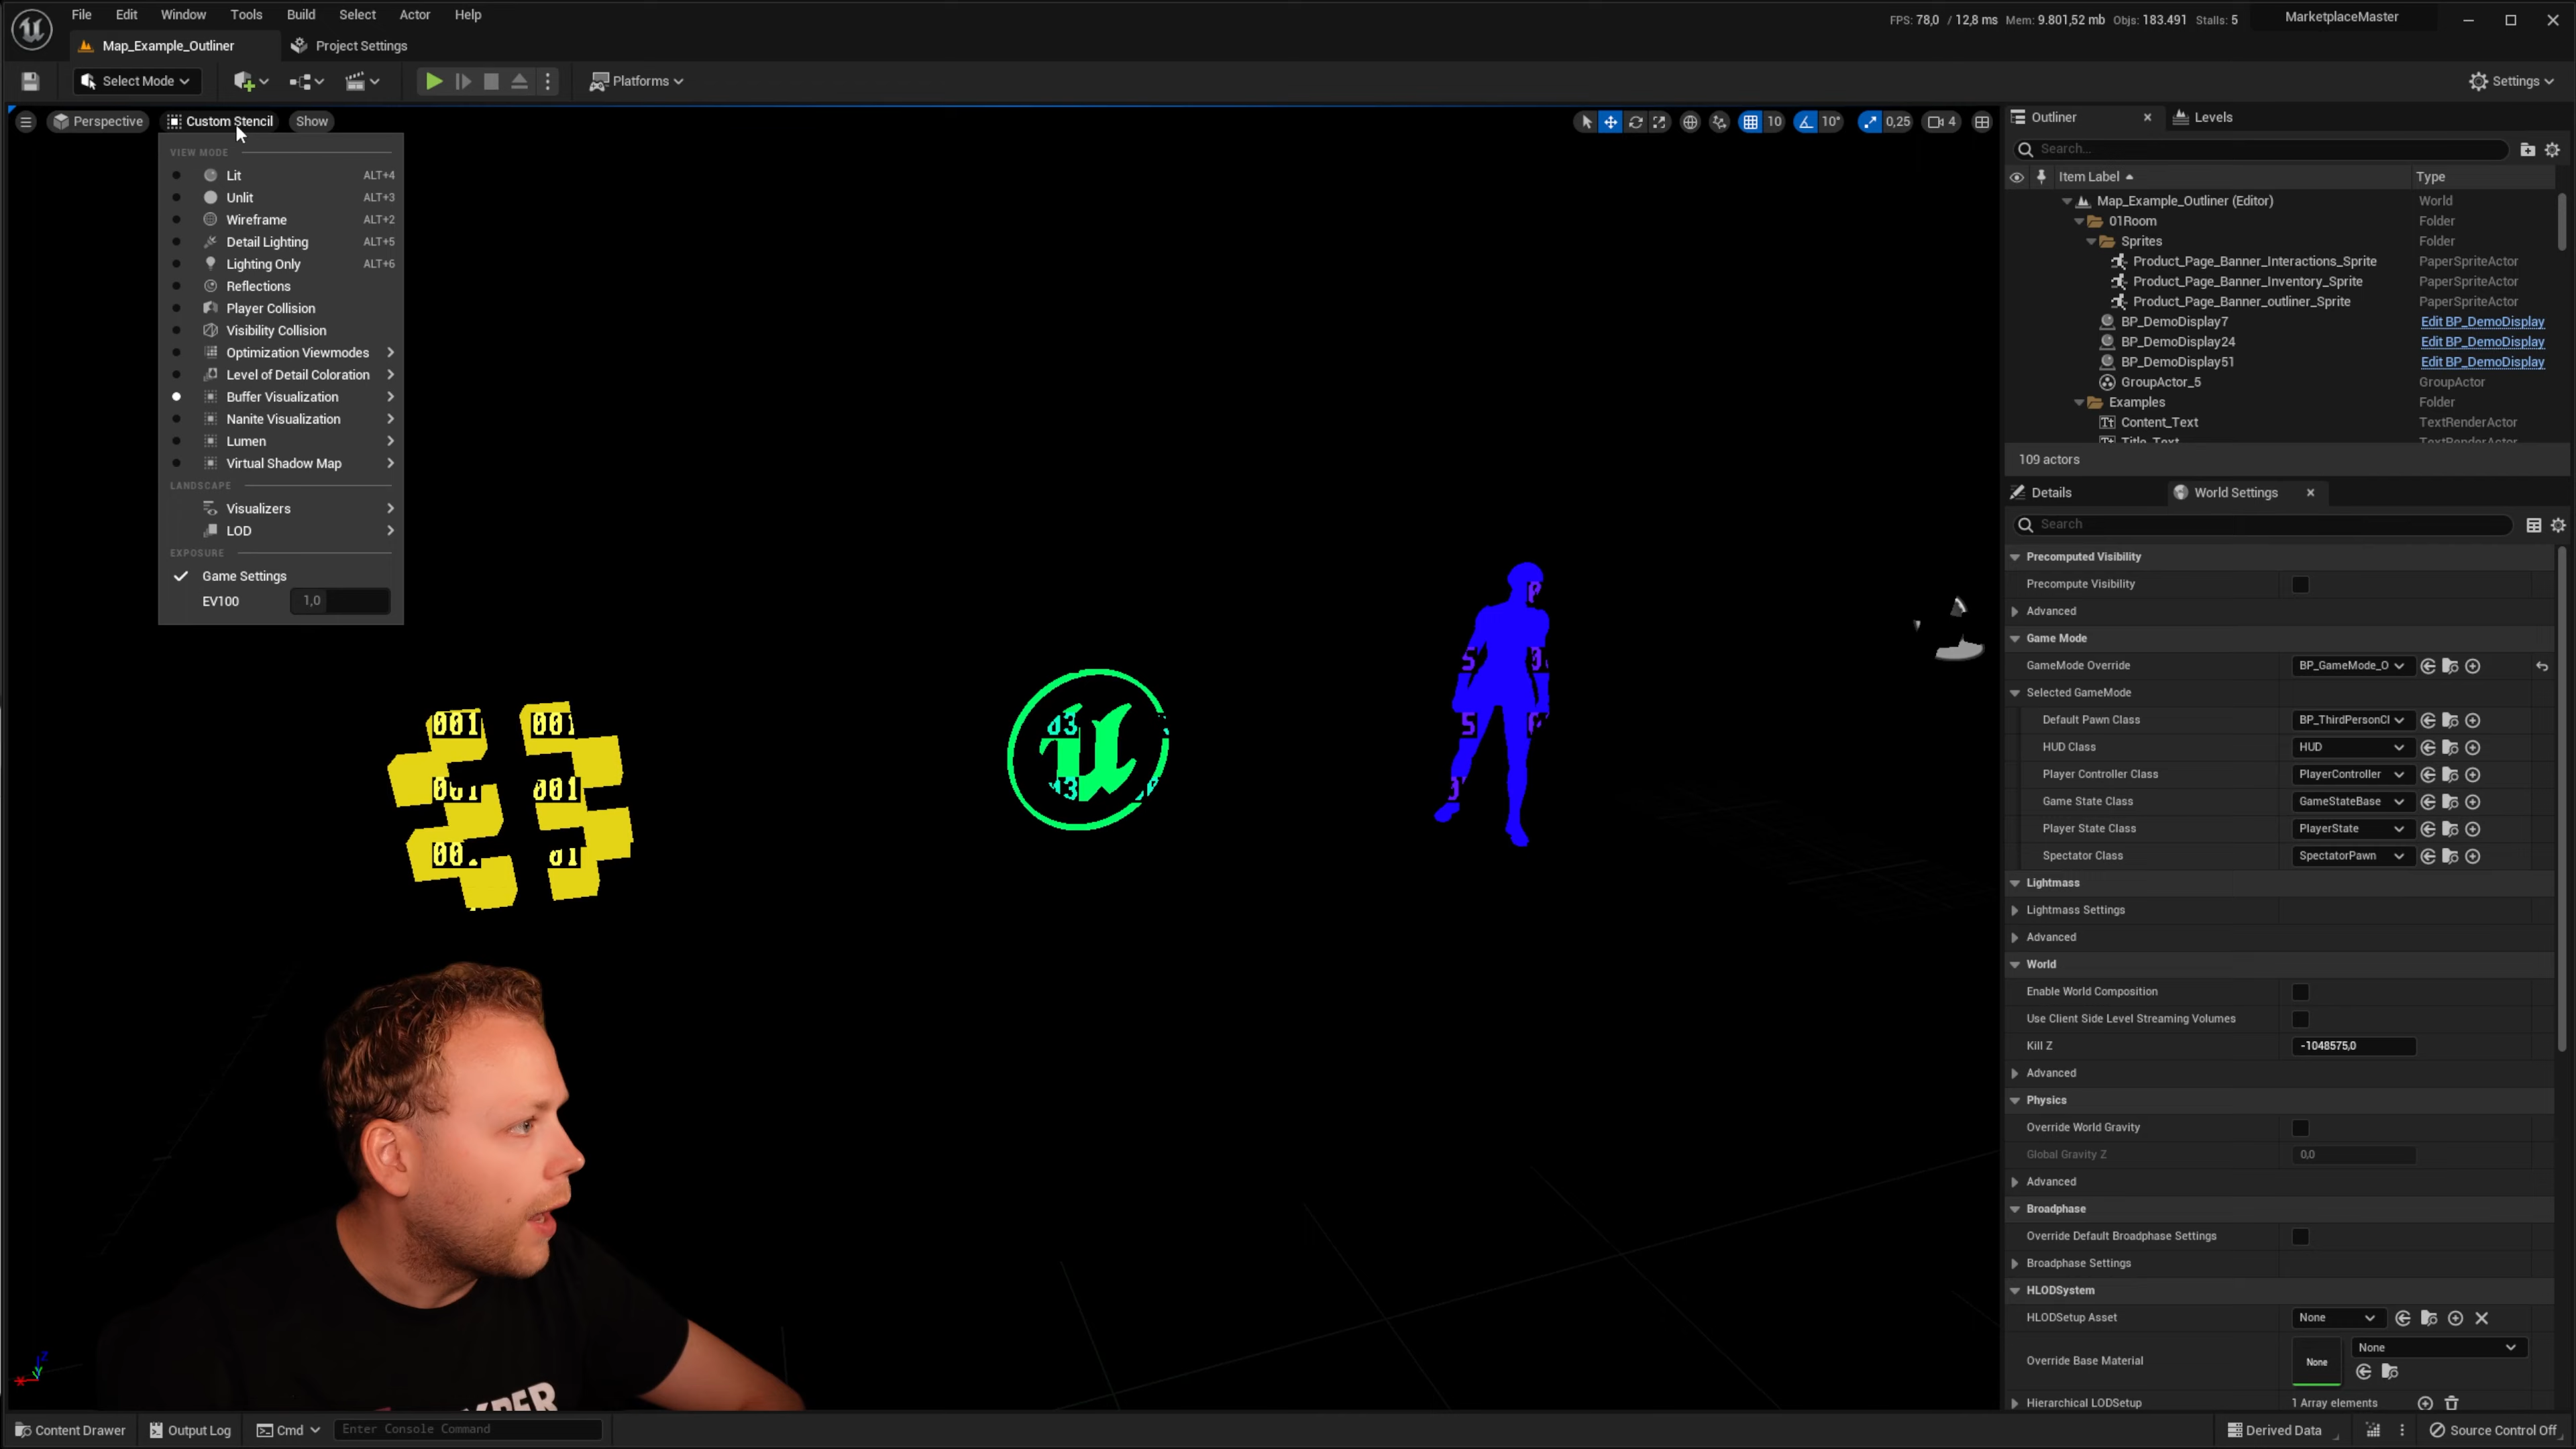 File Edit Window Tools Build Select Actor Help
FPS: 78,0 / 12,8 ms Mem: 9.801,52 mb Objs: 183.491 Stalls: 5 MarketplaceMaster
Map_Example_Outliner Project Settings
Select Mode Platforms Settings
Perspective Custom Stencil Show 10 10° 0,25 4
VIEW MODE
Lit ALT+4
Unlit ALT+3
Wireframe ALT+2
Detail Lighting ALT+5
Lighting Only ALT+6
Reflections
Player Collision
Visibility Collision
Optimization Viewmodes
Level of Detail Coloration
Buffer Visualization
Nanite Visualization
Lumen
Virtual Shadow Map
LANDSCAPE
Visualizers
LOD
EXPOSURE
Game Settings
EV100 1,0
001 001
001 001
Outliner Levels
Search...
Item Label Type
Map_Example_Outliner (Editor) World
01Room Folder
Sprites Folder
Product_Page_Banner_Interactions_Sprite PaperSpriteActor
Product_Page_Banner_Inventory_Sprite PaperSpriteActor
Product_Page_Banner_outliner_Sprite PaperSpriteActor
BP_DemoDisplay7 Edit BP_DemoDisplay
BP_DemoDisplay24 Edit BP_DemoDisplay
BP_DemoDisplay51 Edit BP_DemoDisplay
GroupActor_5 GroupActor
Examples Folder
Content_Text TextRenderActor
Title_Text TextRenderActor
109 actors
Details World Settings
Search
Precomputed Visibility
Precompute Visibility
Advanced
Game Mode
GameMode Override BP_GameMode_O
Selected GameMode
Default Pawn Class BP_ThirdPersonCl
HUD Class HUD
Player Controller Class PlayerController
Game State Class GameStateBase
Player State Class PlayerState
Spectator Class SpectatorPawn
Lightmass
Lightmass Settings
Advanced
World
Enable World Composition
Use Client Side Level Streaming Volumes
Kill Z -1048575,0
Advanced
Physics
Override World Gravity
Global Gravity Z 0,0
Advanced
Broadphase
Override Default Broadphase Settings
Broadphase Settings
HLODSystem
HLODSetup Asset None
Override Base Material None None
Hierarchical LODSetup 1 Array elements
Content Drawer Output Log Cmd Enter Console Command Derived Data Source Control Off